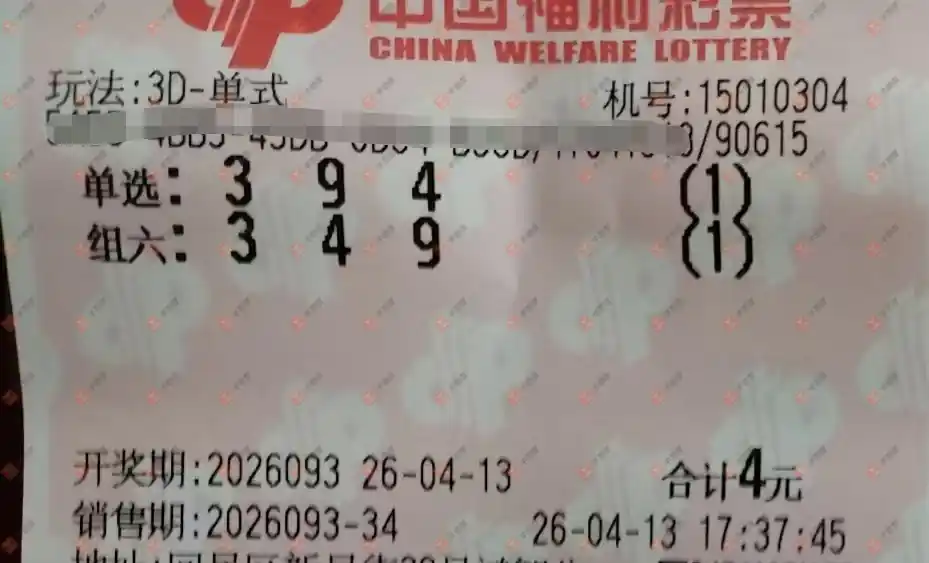 中国福利彩票
CHINA WELFARE LOTTERY
玩法:3D-单式
机号:15010304
/90615
单选: 3 9 4 (1)
组六: 3 4 9 (1)
开奖期:2026093 26-04-13 合计4元
销售期:2026093-34 26-04-13 17:37:45